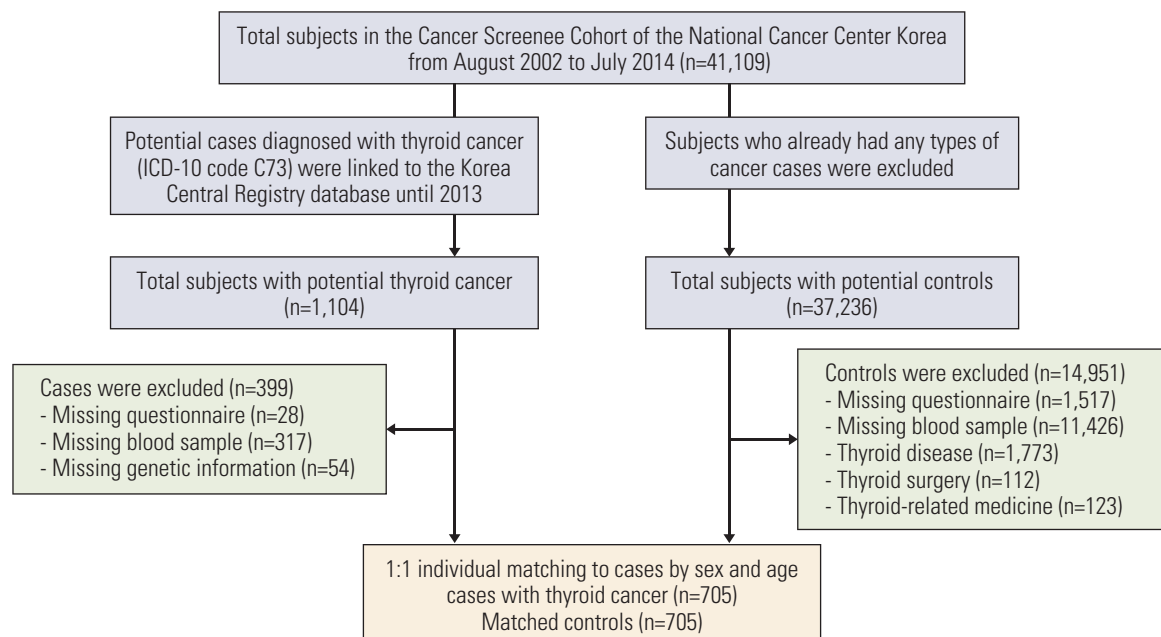 Total subjects in the Cancer Screenee Cohort of the National Cancer Center Korea
from August 2002 to July 2014 (n=41,109)
Potential cases diagnosed with thyroid cancer
(ICD-10 code C73) were linked to the Korea
Central Registry database until 2013
Subjects who already had any types of
cancer cases were excluded
Total subjects with potential thyroid cancer
(n=1,104)
Total subjects with potential controls
(n=37,236)
Cases were excluded (n=399)
- Missing questionnaire (n=28)
- Missing blood sample (n=317)
- Missing genetic information (n=54)
Controls were excluded (n=14,951)
- Missing questionnaire (n=1,517)
- Missing blood sample (n=11,426)
- Thyroid disease (n=1,773)
- Thyroid surgery (n=112)
- Thyroid-related medicine (n=123)
1:1 individual matching to cases by sex and age
cases with thyroid cancer (n=705)
Matched controls (n=705)